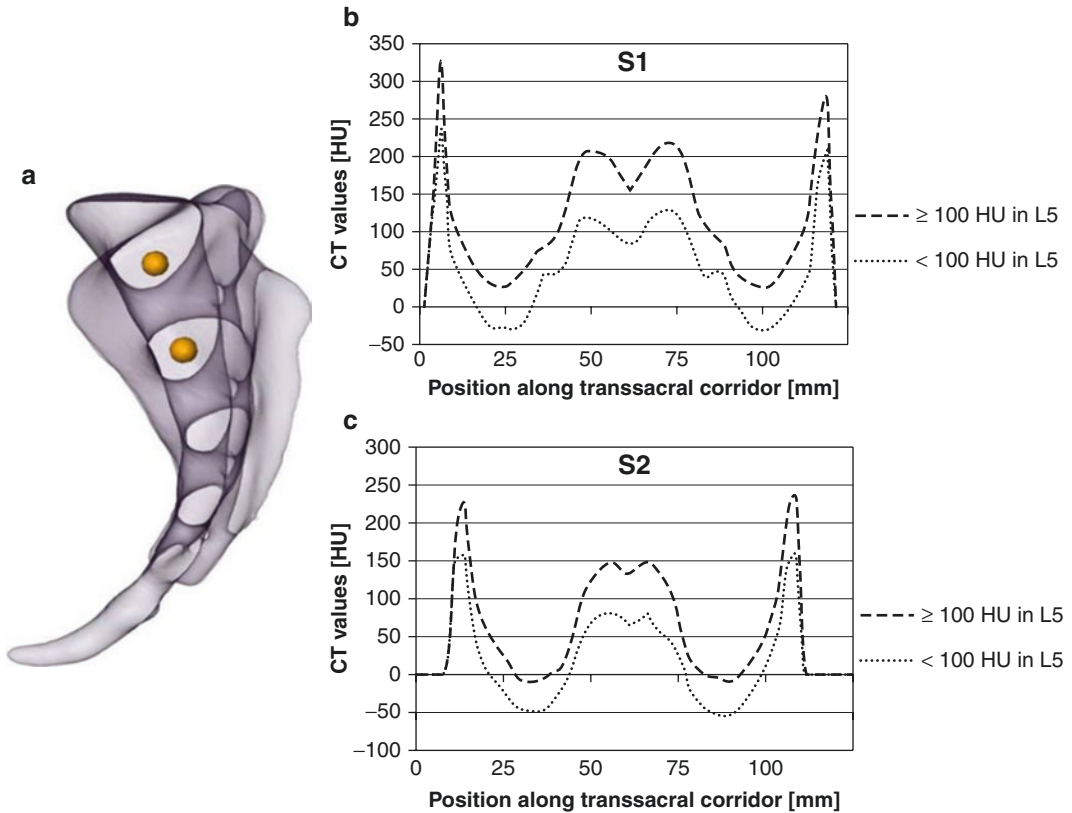 a
b
S1
CT values [HU]
350
300
250
200
150
100
50
0
−50
0 25 50 75 100
Position along transsacral corridor [mm]
≥ 100 HU in L5
< 100 HU in L5
c
S2
CT values [HU]
300
250
200
150
100
50
0
−50
−100
0 25 50 75 100
Position along transsacral corridor [mm]
≥ 100 HU in L5
< 100 HU in L5